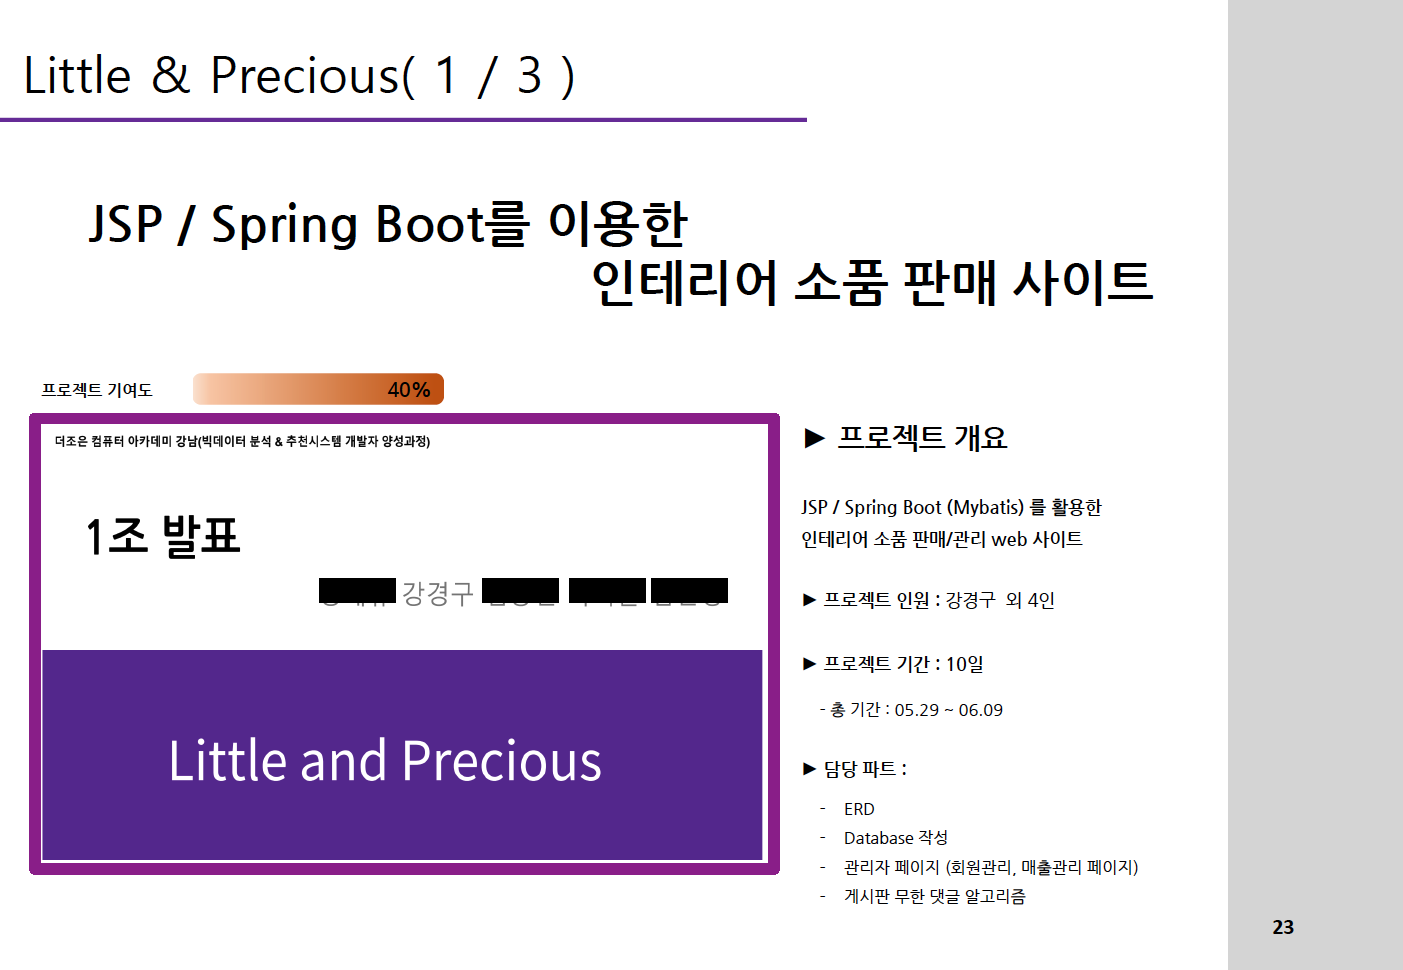 Little & Precious( 1 / 3 )
JSP / Spring Boot를 이용한
인테리어 소품 판매 사이트
프로젝트 기여도
40%
더조은 컴퓨터 아카데미 강남(빅데이터 분석 & 추천시스템 개발자 양성과정)
1조 발표
강경구
Little and Precious
► 프로젝트 개요
JSP / Spring Boot (Mybatis) 를 활용한
인테리어 소품 판매/관리 web 사이트
► 프로젝트 인원 : 강경구 외 4인
► 프로젝트 기간 : 10일
- 총 기간 : 05.29 ~ 06.09
► 담당 파트 :
- ERD
- Database 작성
- 관리자 페이지 (회원관리, 매출관리 페이지)
- 게시판 무한 댓글 알고리즘
23